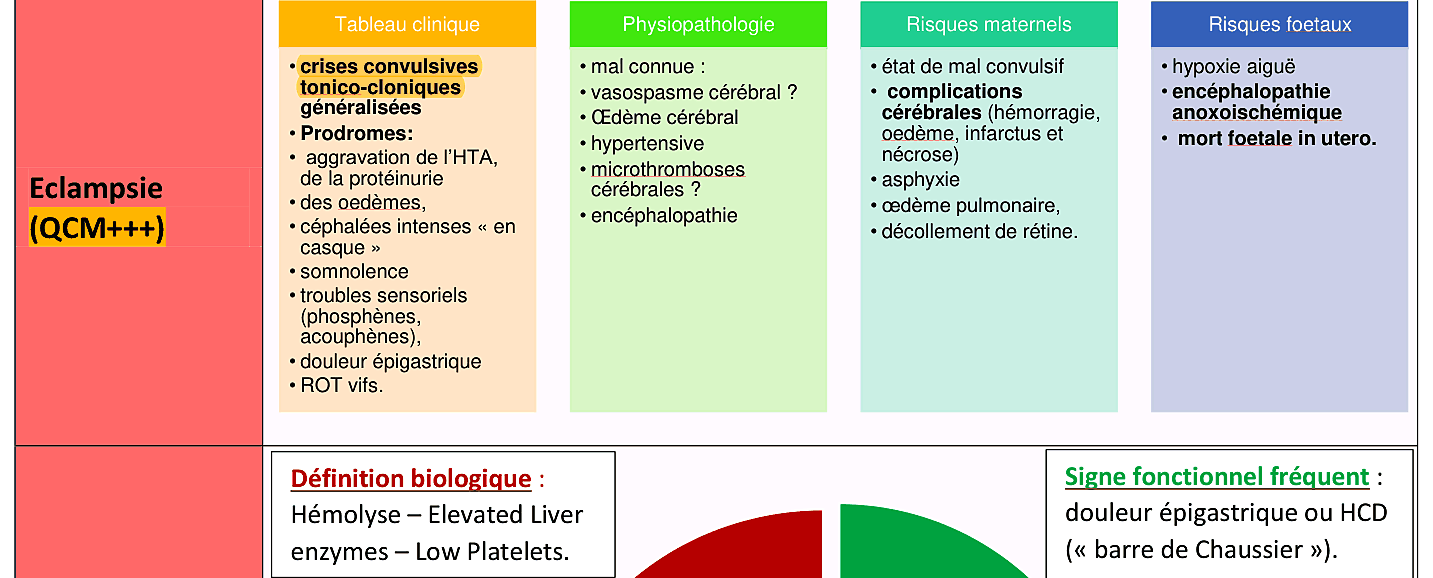 Eclampsie
(QCM+++)
Tableau clinique
• crises convulsives
tonico-cloniques
généralisées
• Prodromes:
• aggravation de l'HTA,
de la protéinurie
• des oedèmes,
• céphalées intenses « en
casque »
• somnolence
• troubles sensoriels
(phosphènes,
acouphènes),
• douleur épigastrique
• ROT vifs.
Physiopathologie
• mal connue :
• vasospasme cérébral ?
• Œdème cérébral
• hypertensive
• microthromboses
cérébrales ?
• encéphalopathie
Risques maternels
• état de mal convulsif
• complications
cérébrales (hémorragie,
oedème, infarctus et
nécrose)
• asphyxie
• œdème pulmonaire,
• décollement de rétine.
Risques foetaux
• hypoxie aiguë
• encéphalopathie
anoxoischémique
• mort foetale in utero.
Définition biologique :
Hémolyse – Elevated Liver
enzymes – Low Platelets.
Signe fonctionnel fréquent :
douleur épigastrique ou HCD
(« barre de Chaussier »).